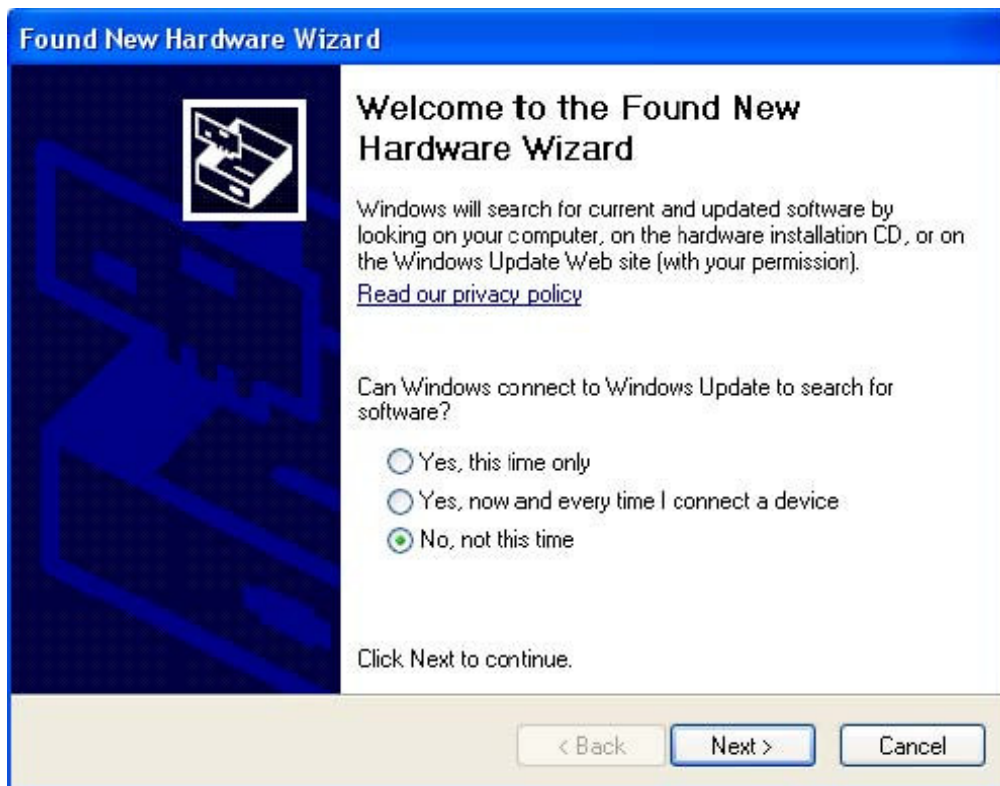 Found New Hardware Wizard
Welcome to the Found New
Hardware Wizard
Windows will search for current and updated software by
looking on your computer, on the hardware installation CD, or on
the Windows Update Web site (with your permission).
Read our privacy policy
Can Windows connect to Windows Update to search for
software?
Yes, this time only
Yes, now and every time I connect a device
No, not this time
Click Next to continue.
< Back
Next >
Cancel